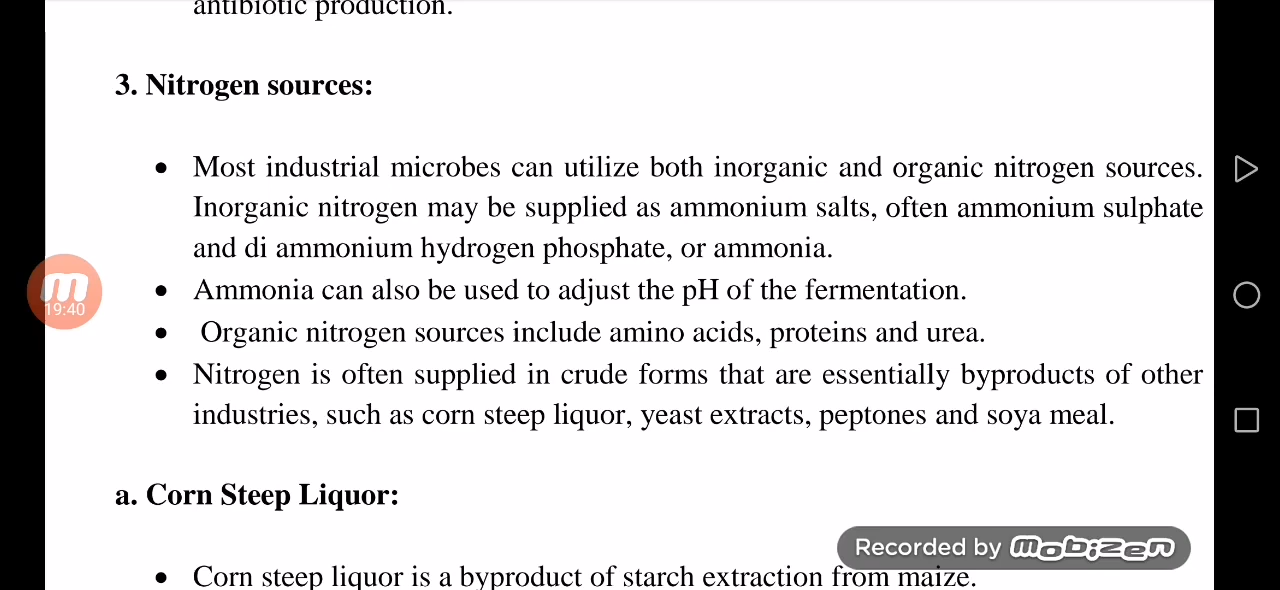 antibiotic production.
3. Nitrogen sources:
• Most industrial microbes can utilize both inorganic and organic nitrogen sources.
Inorganic nitrogen may be supplied as ammonium salts, often ammonium sulphate
and di ammonium hydrogen phosphate, or ammonia.
• Ammonia can also be used to adjust the pH of the fermentation.
• Organic nitrogen sources include amino acids, proteins and urea.
• Nitrogen is often supplied in crude forms that are essentially byproducts of other
industries, such as corn steep liquor, yeast extracts, peptones and soya meal.
a. Corn Steep Liquor:
• Corn steep liquor is a byproduct of starch extraction from maize.
19:40
Recorded by mobizen